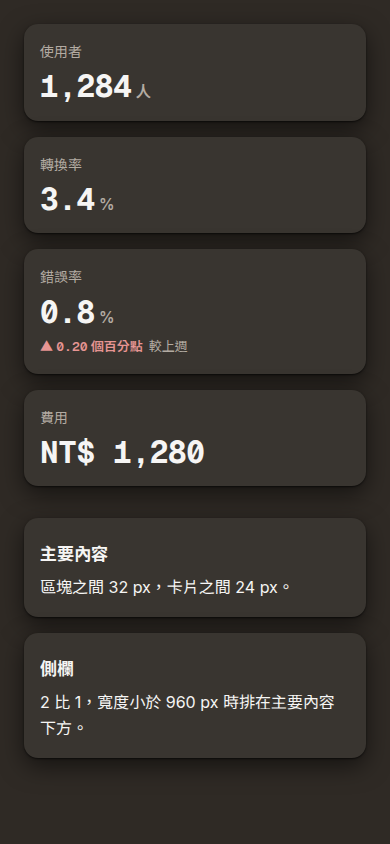 使用者
1,284 人
轉換率
3.4 %
錯誤率
0.8 %
▲ 0.20 個百分點 較上週
費用
NT$ 1,280
主要內容
區塊之間 32 px，卡片之間 24 px。
側欄
2 比 1，寬度小於 960 px 時排在主要內容
下方。